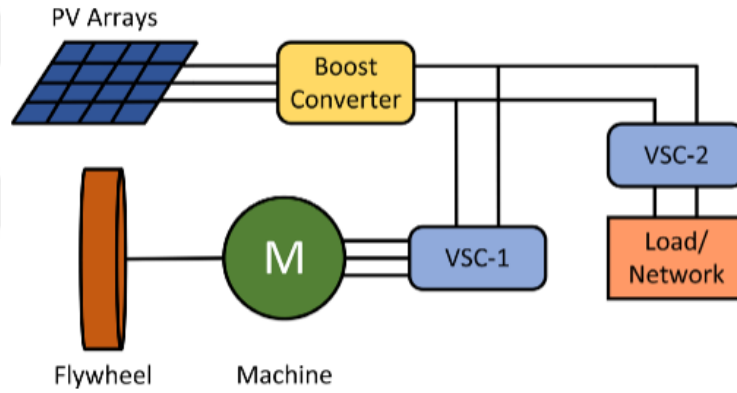 PV Arrays
Boost
Converter
VSC-2
M
VSC-1
Load/
Network
Flywheel
Machine